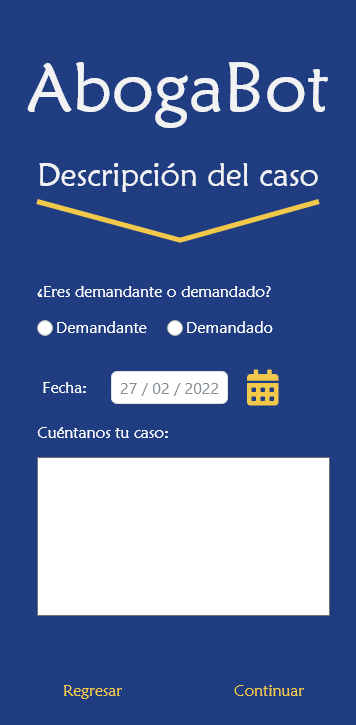 AbogaBot
Descripción del caso
¿Eres demandante o demandado?
Demandante Demandado
Fecha: 27 / 02 / 2022
Cuéntanos tu caso:
Regresar Continuar